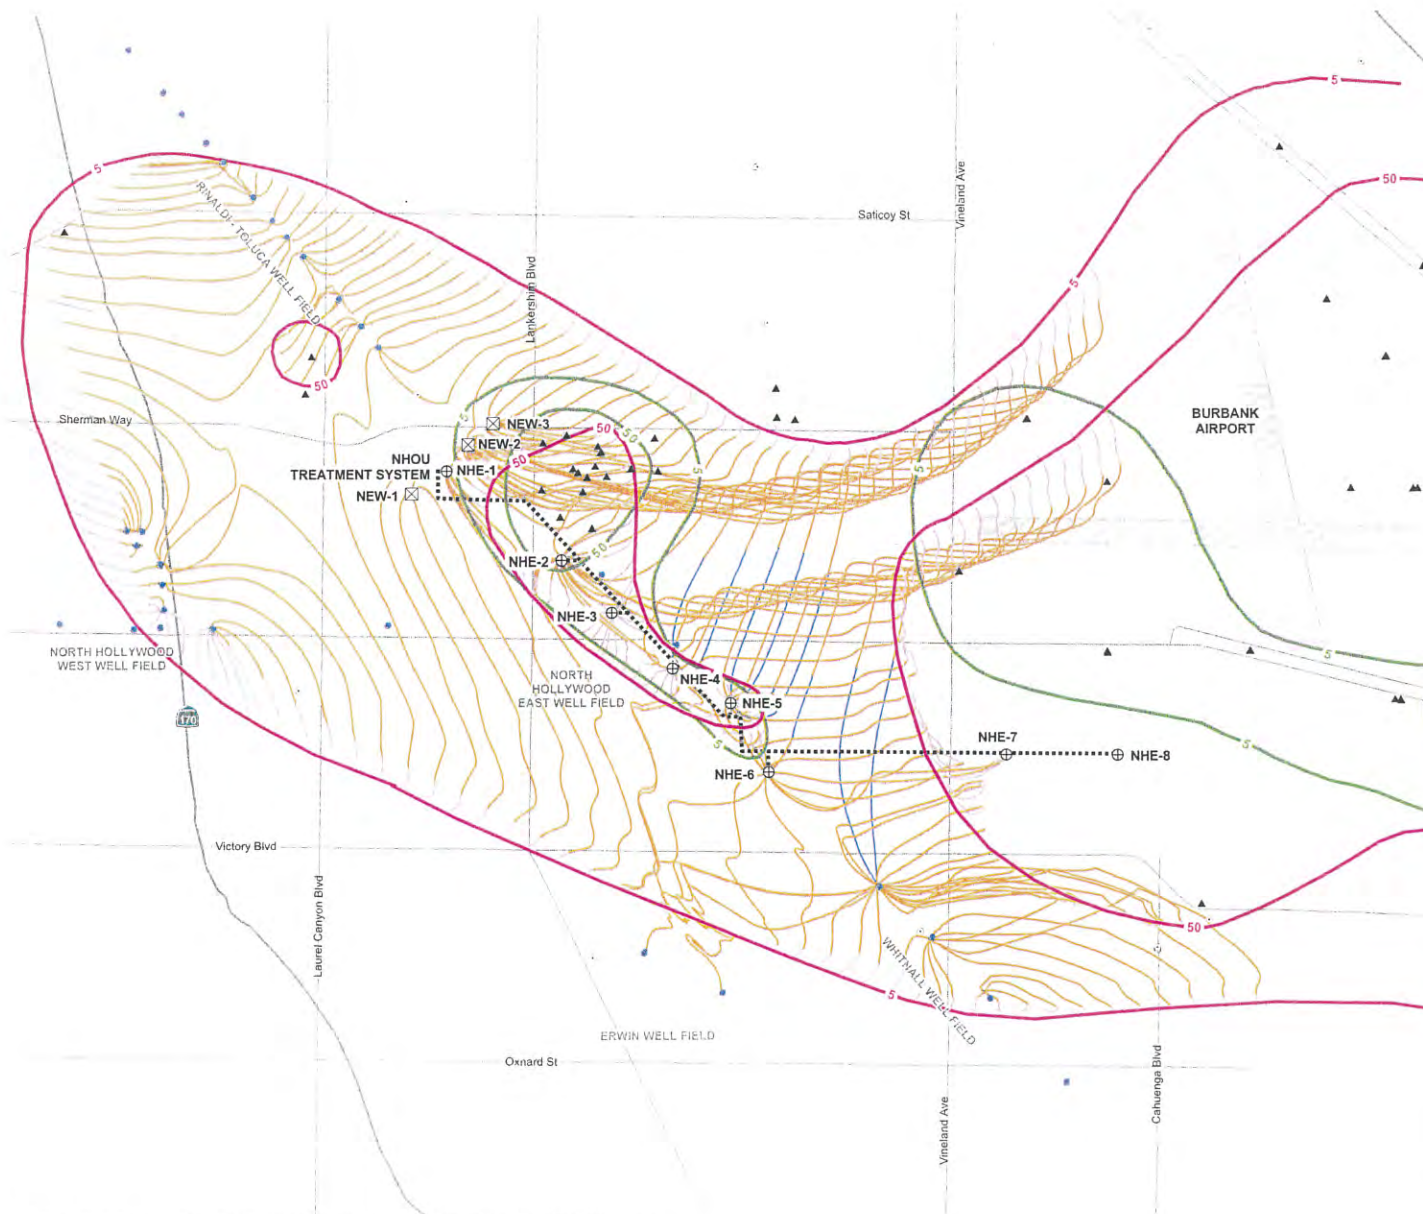 5
50
Vineland Ave
Saticoy St
5
RINALDI - TOLUCA WELL FIELD
Lankershim Blvd
5
50
Sherman Way
BURBANK
AIRPORT
5
NEW-3
50
50
NEW-2
NHOU
TREATMENT SYSTEM
NHE-1
50
5
5
NEW-1
50
NHE-2
NHE-3
NORTH HOLLYWOOD
WEST WELL FIELD
5
NHE-4
NORTH
HOLLYWOOD
EAST WELL FIELD
NHE-5
170
5
5
NHE-7
NHE-8
NHE-6
Victory Blvd
Laurel Canyon Blvd
50
WHITNALL WELL FIELD
5
ERWIN WELL FIELD
Oxnard St
Vineland Ave
Cahuenga Blvd